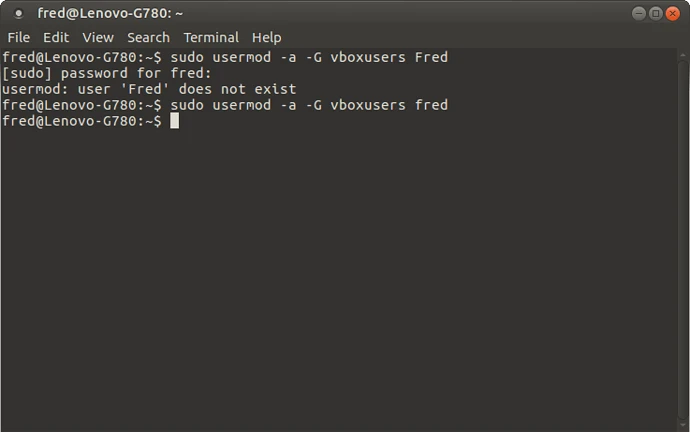 fred@Lenovo-G780: ~
File Edit View Search Terminal Help
fred@Lenovo-G780:~$ sudo usermod -a -G vboxusers Fred
[sudo] password for fred:
usermod: user 'Fred' does not exist
fred@Lenovo-G780:~$ sudo usermod -a -G vboxusers fred
fred@Lenovo-G780:~$